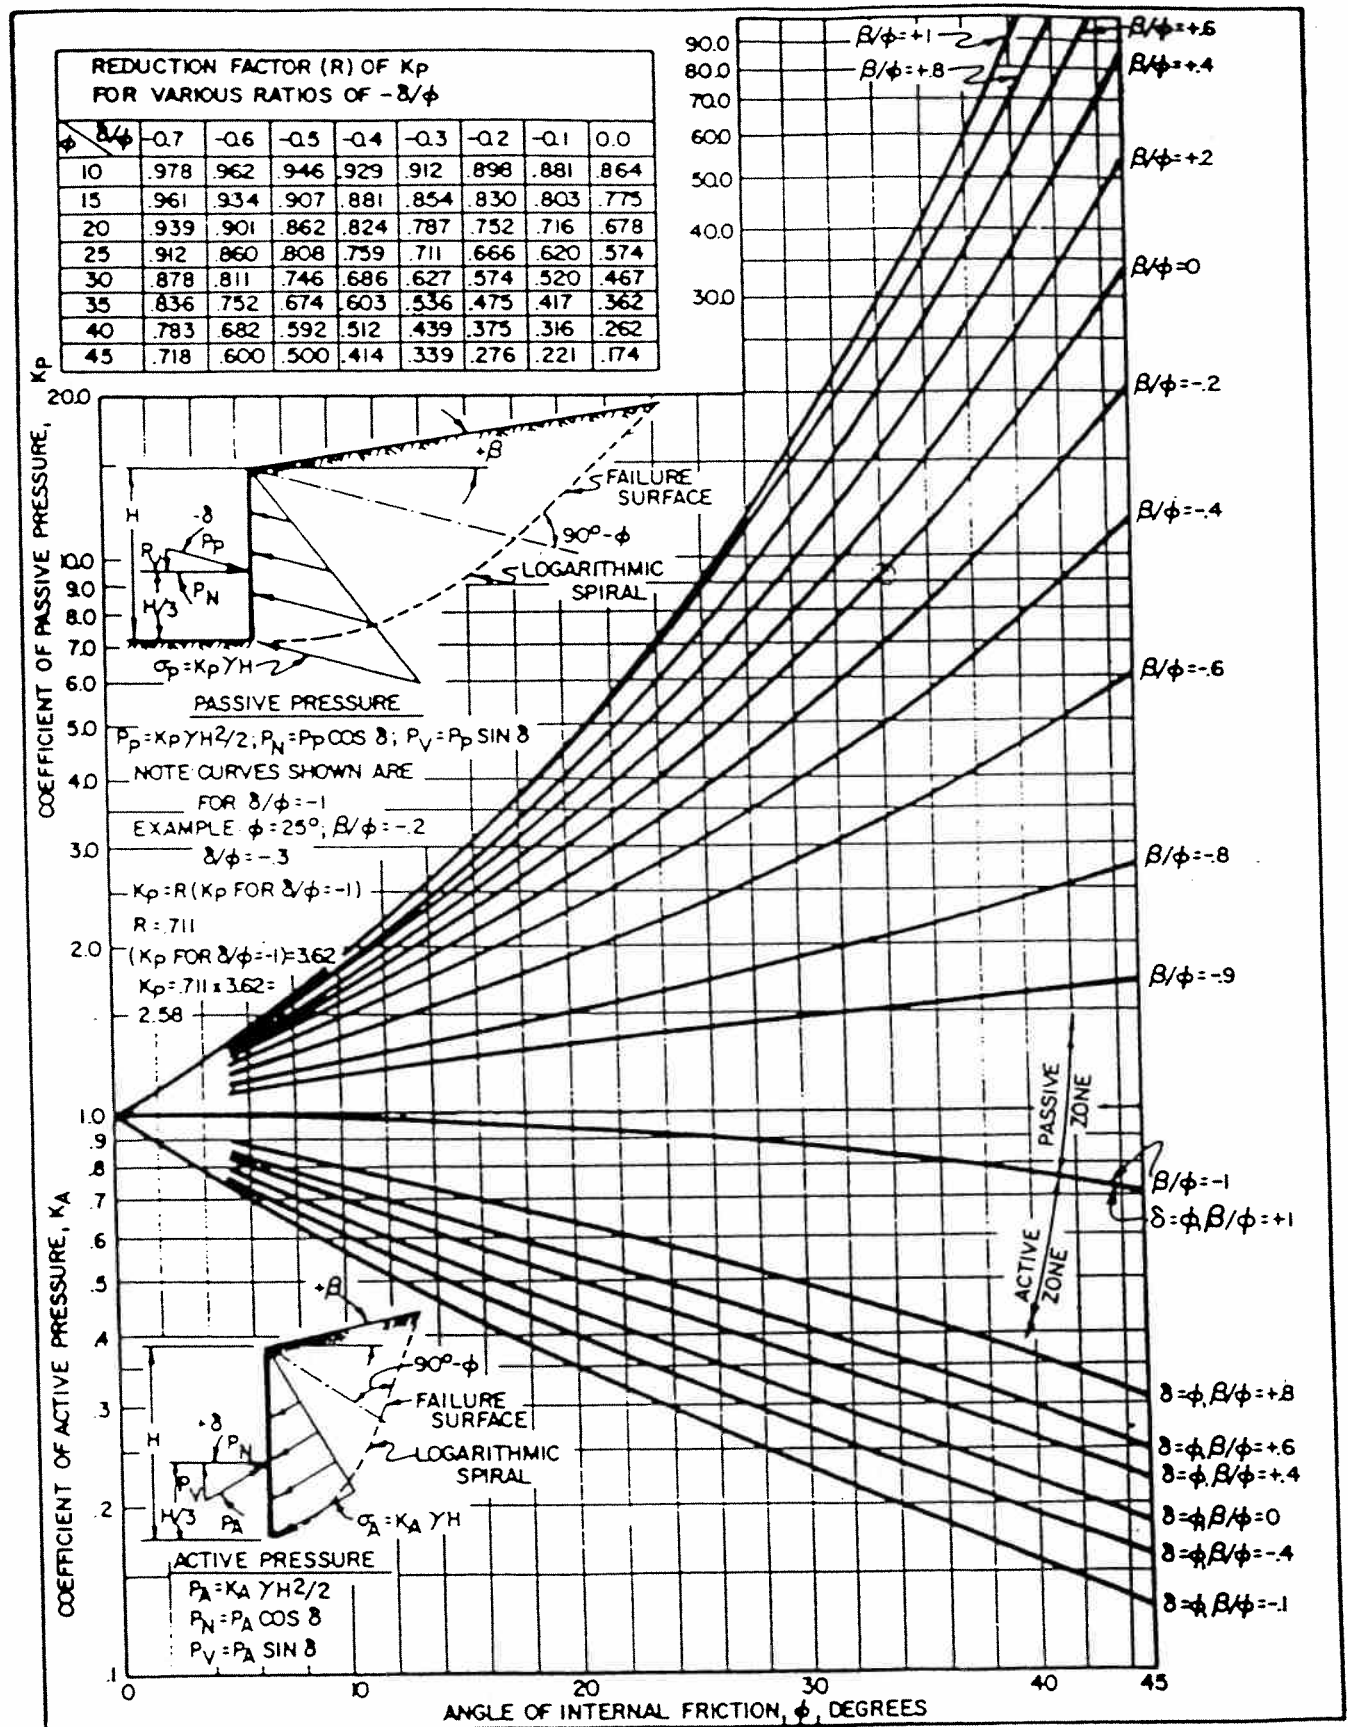 REDUCTION FACTOR (R) OF Kp
FOR VARIOUS RATIOS OF -δ/ϕ
ϕ δ/ϕ -0.7 -0.6 -0.5 -0.4 -0.3 -0.2 -0.1 0.0
10 .978 .962 .946 .929 .912 .898 .881 .864
15 .961 .934 .907 .881 .854 .830 .803 .775
20 .939 .901 .862 .824 .787 .752 .716 .678
25 .912 .860 .808 .759 .711 .666 .620 .574
30 .878 .811 .746 .686 .627 .574 .520 .467
35 .836 .752 .674 .603 .536 .475 .417 .362
40 .783 .682 .592 .512 .439 .375 .316 .262
45 .718 .600 .500 .414 .339 .276 .221 .174
90.0
80.0
70.0
60.0
50.0
40.0
30.0
β/ϕ=+1
β/ϕ=+.8
β/ϕ=+.6
β/ϕ=+.4
β/ϕ=+.2
β/ϕ=0
β/ϕ=-.2
β/ϕ=-.4
β/ϕ=-.6
β/ϕ=-.8
β/ϕ=-.9
β/ϕ=-1
δ=ϕ, β/ϕ=+1
δ=ϕ, β/ϕ=+.8
δ=ϕ, β/ϕ=+.6
δ=ϕ, β/ϕ=+.4
δ=ϕ, β/ϕ=0
δ=ϕ, β/ϕ=-.4
δ=ϕ, β/ϕ=-.1
COEFFICIENT OF PASSIVE PRESSURE, Kp
20.0
10.0
9.0
8.0
7.0
6.0
5.0
4.0
3.0
2.0
1.0
.9
.8
.7
.6
.5
.4
.3
.2
.1
COEFFICIENT OF ACTIVE PRESSURE, KA
+β
FAILURE
SURFACE
90°-ϕ
LOGARITHMIC
SPIRAL
H
-δ
Pp
PN
H/3
σp=Kp γH
PASSIVE PRESSURE
Pp=Kp γH2/2; PN=Pp COS δ; PV=Pp SIN δ
NOTE: CURVES SHOWN ARE
FOR δ/ϕ=-1
EXAMPLE: ϕ=25°; β/ϕ=-.2
δ/ϕ=-.3
Kp=R(Kp FOR δ/ϕ=-1)
R=.711
(Kp FOR δ/ϕ=-1)=3.62
Kp=.711 x 3.62=
2.58
PASSIVE
ZONE
ACTIVE
ZONE
+β
90°-ϕ
FAILURE
SURFACE
LOGARITHMIC
SPIRAL
H
+δ
PN
PV
H/3
PA
σA=KA γH
ACTIVE PRESSURE
PA=KA γH2/2
PN=PA COS δ
PV=PA SIN δ
0 10 20 30 40 45
ANGLE OF INTERNAL FRICTION, ϕ, DEGREES